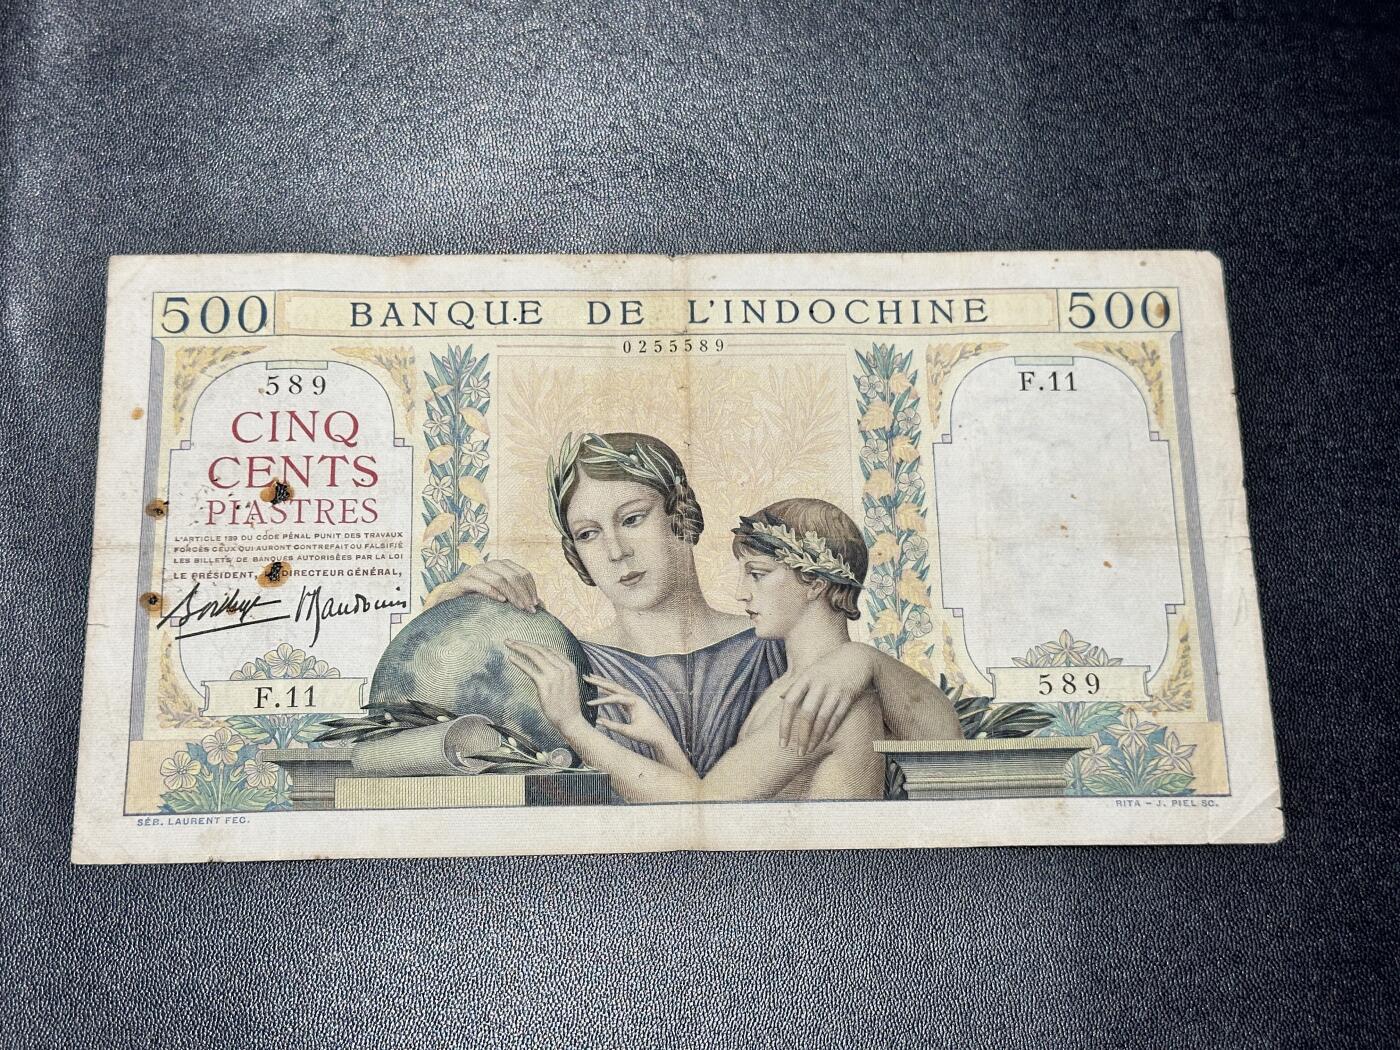 500 BANQUE DE L'INDOCHINE 500
0255589
589
F.11
CINQ
CENTS
PIASTRES
L'ARTICLE 139 DU CODE PÉNAL PUNIT DES TRAVAUX
FORCÉS CEUX QUI AURONT CONTREFAIT OU FALSIFIÉ
LES BILLETS DE BANQUES AUTORISÉES PAR LA LOI
LE PRÉSIDENT, DIRECTEUR GÉNÉRAL,
F.11
589
SÉB. LAURENT FEC.
RITA - J. PIEL SC.